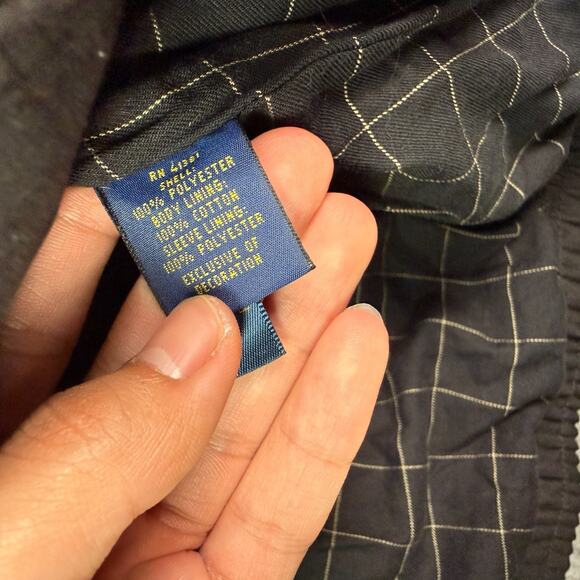 RN 41381
SHELL:
100% POLYESTER
BODY LINING:
100% COTTON
SLEEVE LINING:
100% POLYESTER
EXCLUSIVE OF
DECORATION